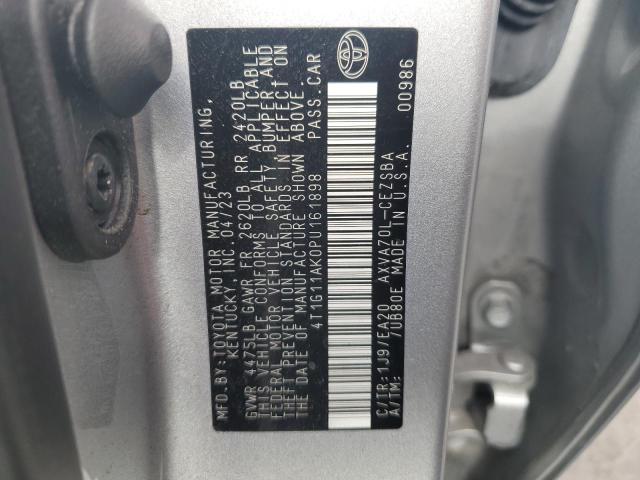 MFD.BY:TOYOTA MOTOR MANUFACTURING,
KENTUCKY, INC. 04/23
GVWR 4475LB GAWR FR 2620LB RR 2420LB
THIS VEHICLE CONFORMS TO ALL APPLICABLE
FEDERAL MOTOR VEHICLE SAFETY, BUMPER, AND
THEFT PREVENTION STANDARDS IN EFFECT ON
THE DATE OF MANUFACTURE SHOWN ABOVE.
4T1G11AK0PU161898 PASS.CAR
C/TR:1J9/EA20 AXVA70L-CEZSBA
A/TM: /UB80E MADE IN U.S.A. 00986